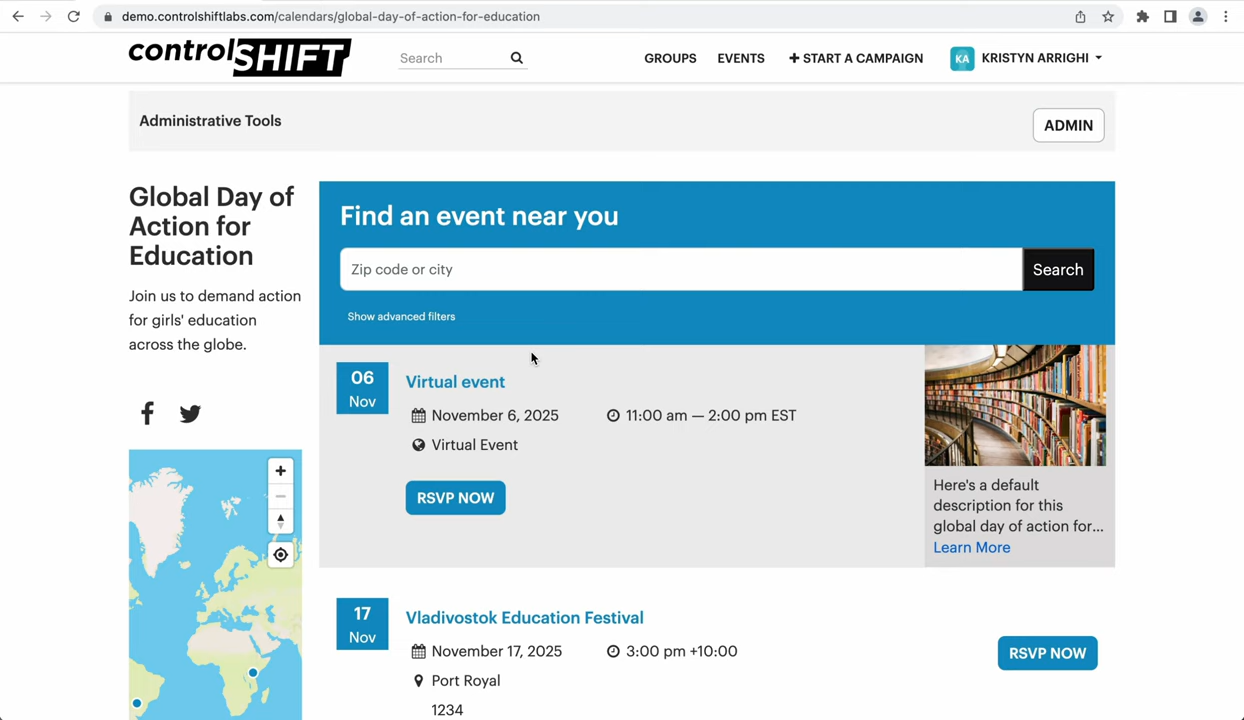 demo.controlshiftlabs.com/calendars/global-day-of-action-for-education
controlSHIFT
Search
GROUPS
EVENTS
+ START A CAMPAIGN
KA
KRISTYN ARRIGHI
Administrative Tools
ADMIN
Global Day of
Action for
Education
Join us to demand action
for girls' education
across the globe.
Find an event near you
Zip code or city
Search
Show advanced filters
06
Nov
Virtual event
November 6, 2025
11:00 am — 2:00 pm EST
Virtual Event
RSVP NOW
Here's a default
description for this
global day of action for...
Learn More
17
Nov
Vladivostok Education Festival
November 17, 2025
3:00 pm +10:00
Port Royal
1234
RSVP NOW